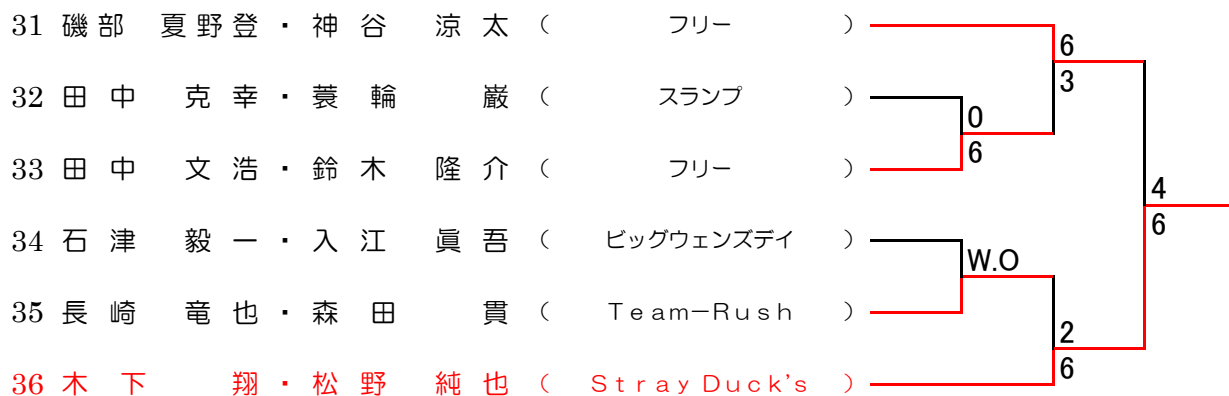 31 磯部 夏野登・神谷 涼太 ( フリー )
6
32 田中 克幸・蓑輪 巌 ( スランプ )
3
0
33 田中 文浩・鈴木 隆介 ( フリー )
6
4
34 石津 毅一・入江 眞吾 ( ビッグウェンズデイ )
6
W.O
35 長崎 竜也・森田 貫 ( Team-Rush )
2
36 木下 翔・松野 純也 ( Stray Duck's )
6